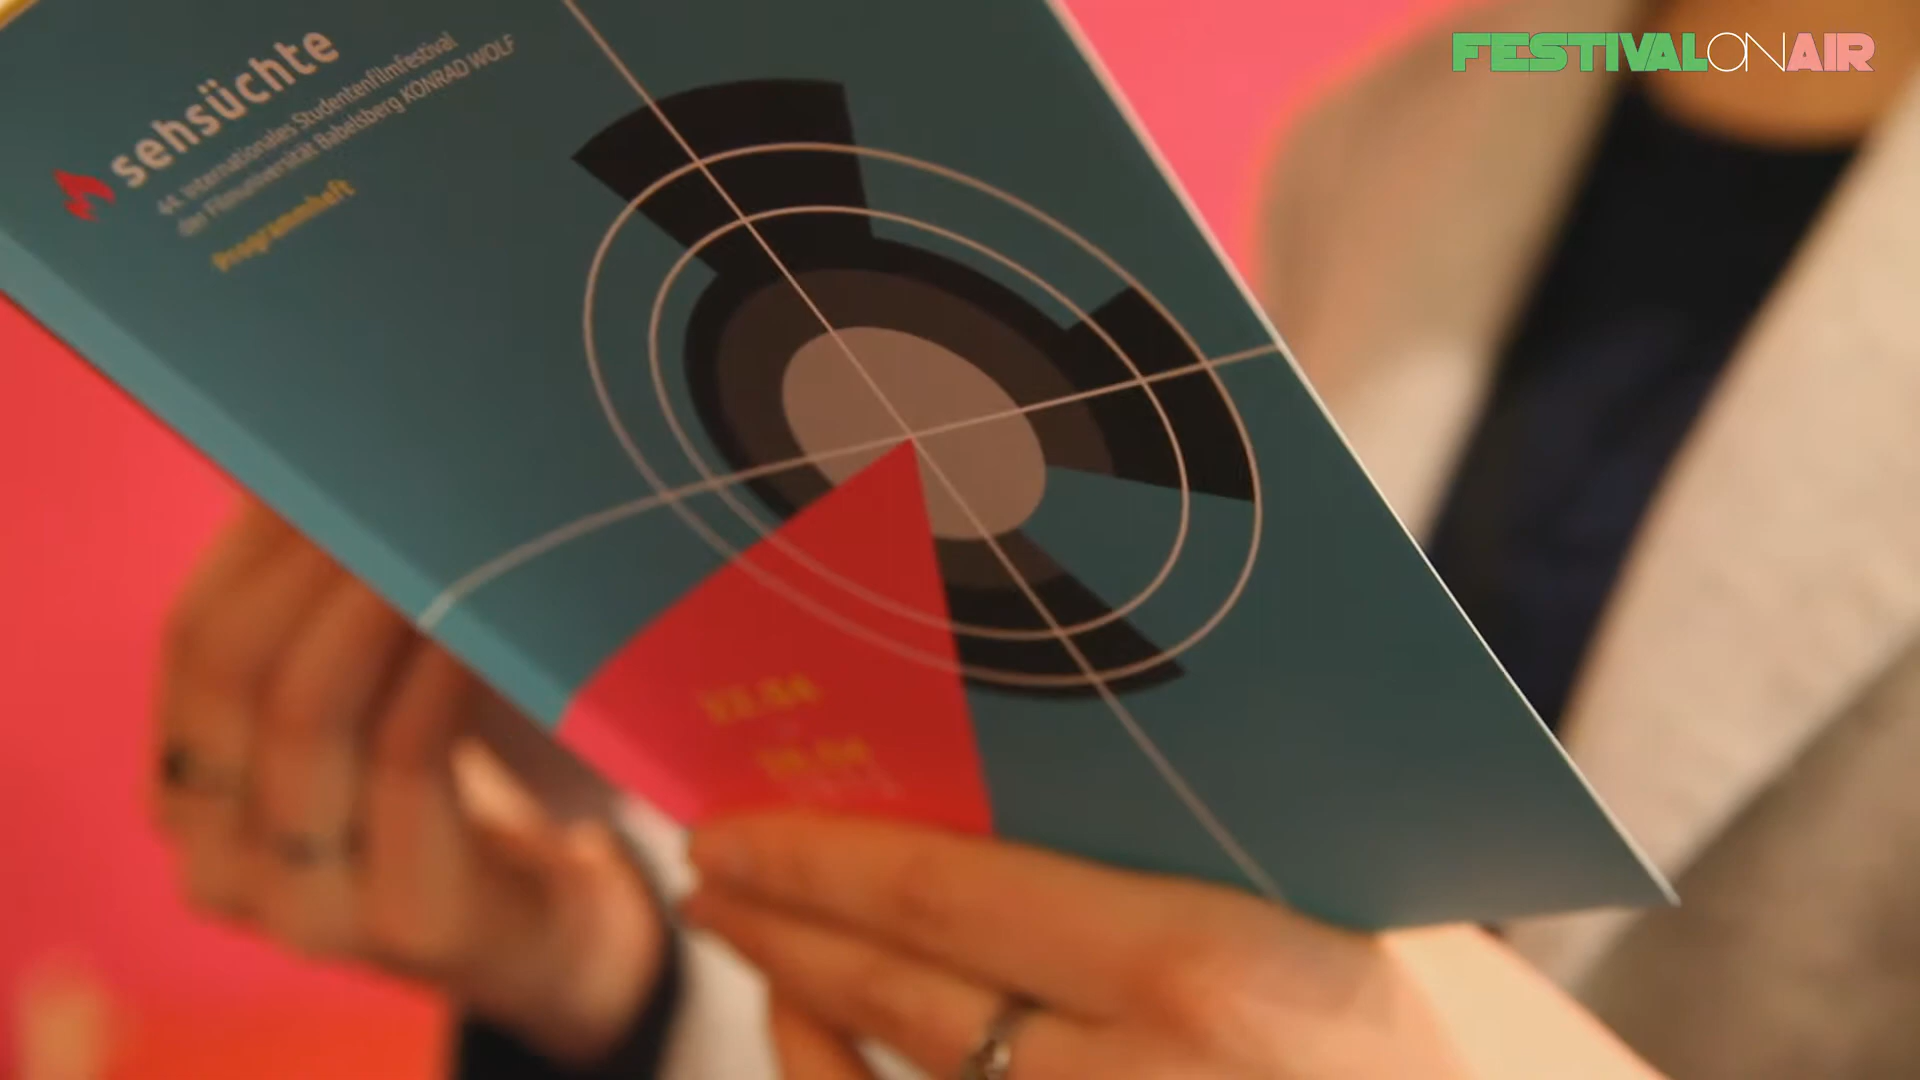 FESTIVALONAIR
sehsüchte
44. Internationales Studentenfilmfestival
der Filmuniversität Babelsberg KONRAD WOLF
Programmheft